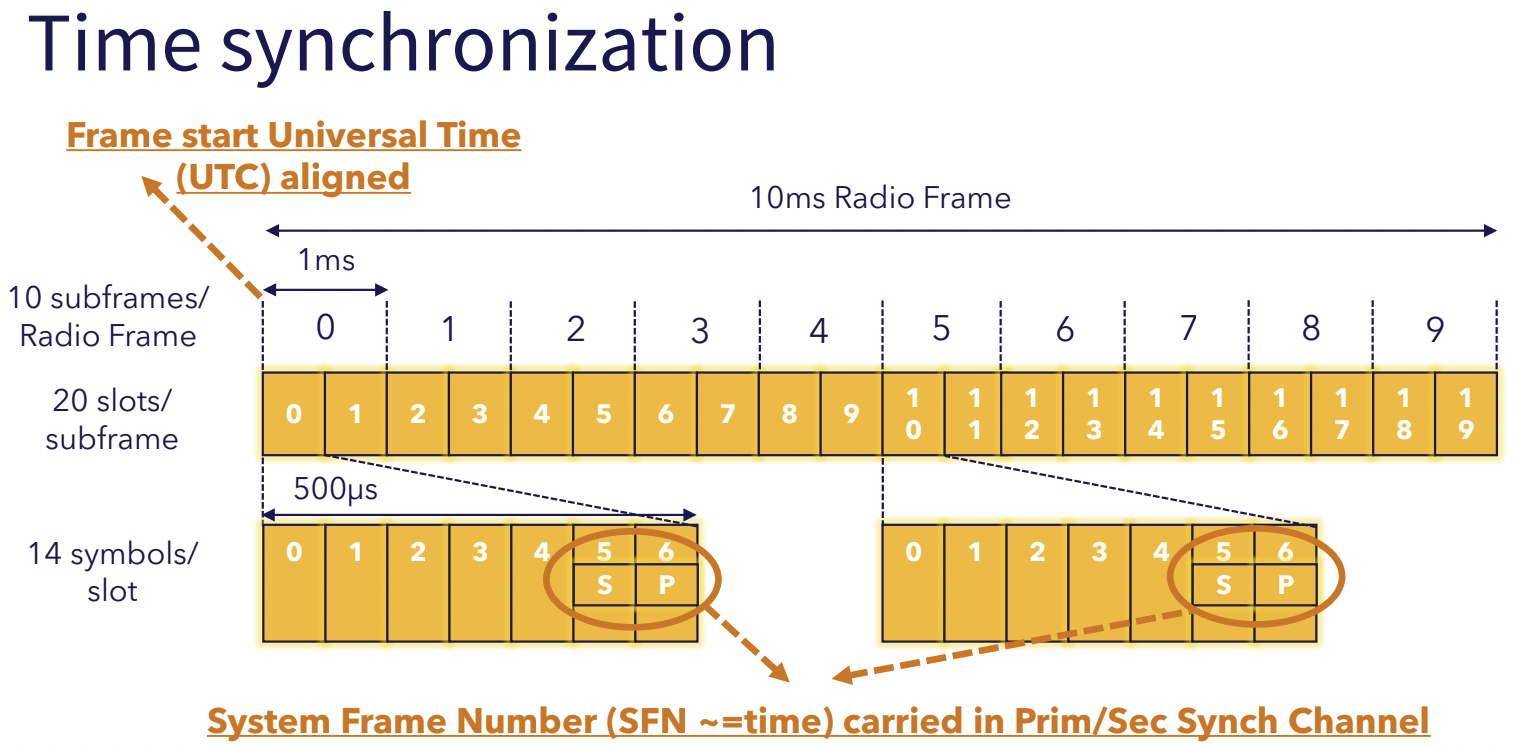 Time synchronization
Frame start Universal Time
(UTC) aligned
10ms Radio Frame
1ms
10 subframes/
Radio Frame
0 1 2 3 4 5 6 7 8 9
20 slots/
subframe
0 1 2 3 4 5 6 7 8 9 10 11 12 13 14 15 16 17 18 19
500μs
14 symbols/
slot
0 1 2 3 4 5 6
S P
0 1 2 3 4 5 6
S P
System Frame Number (SFN ~=time) carried in Prim/Sec Synch Channel